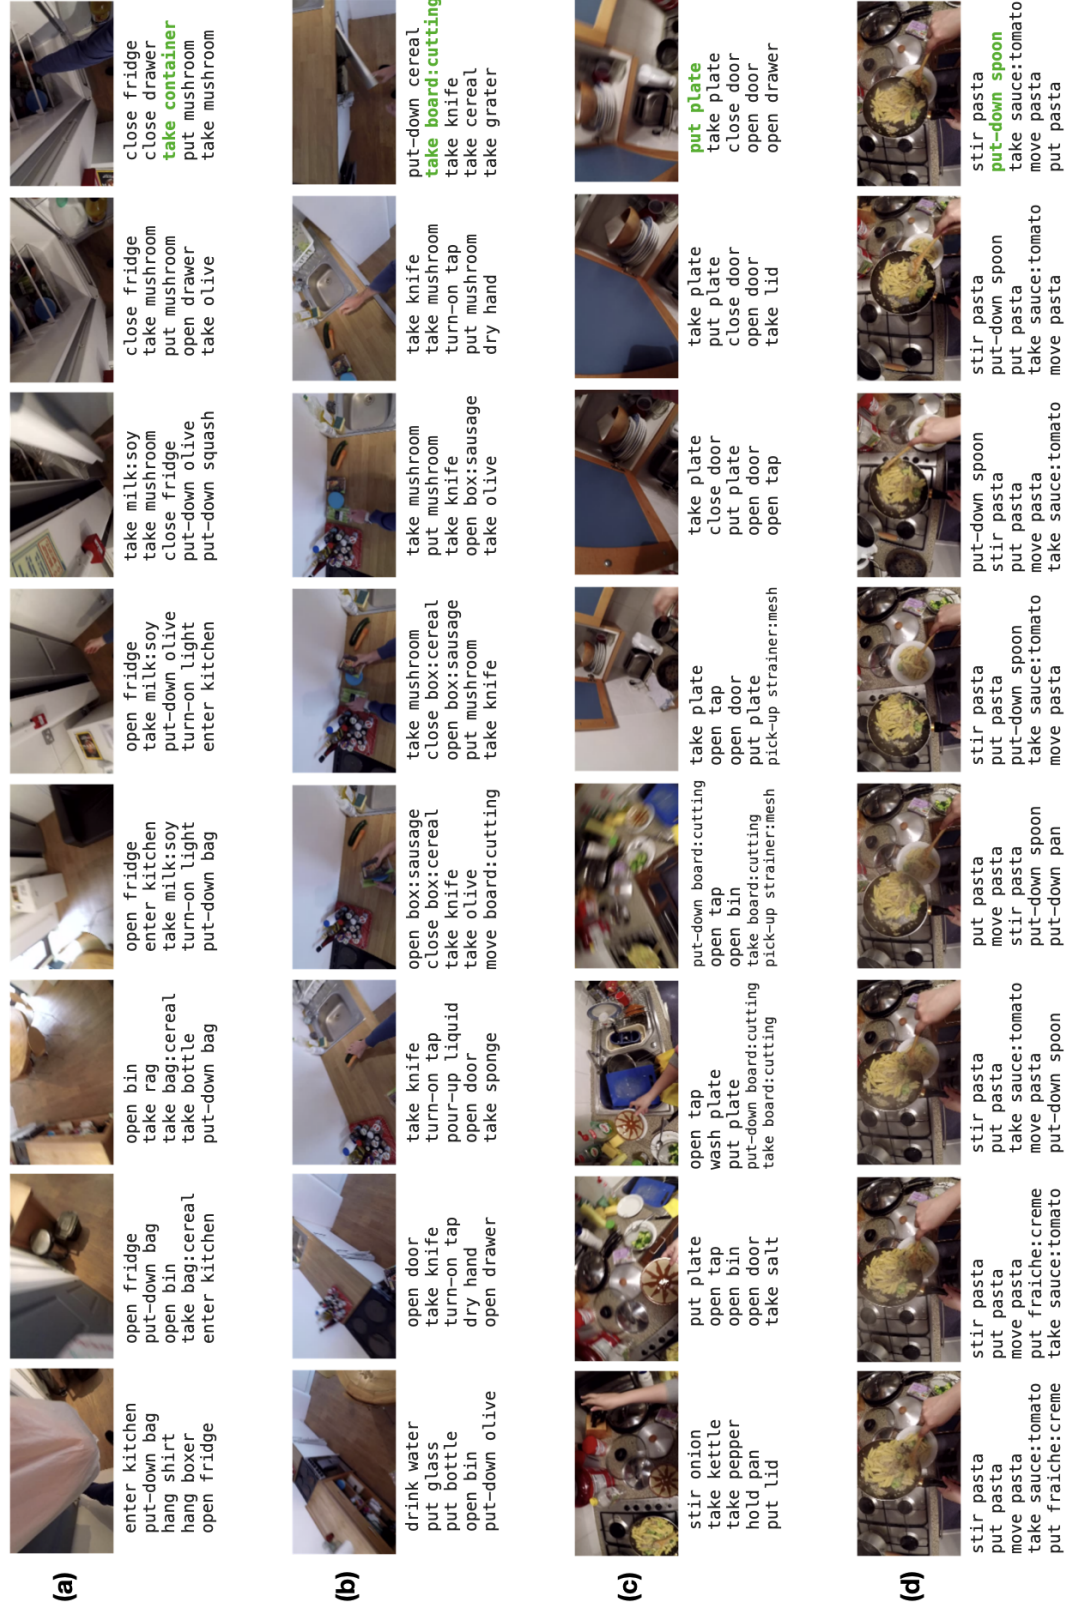 (a)
enter kitchen
put-down bag
hang shirt
hang boxer
open fridge
open fridge
put-down bag
open bin
take bag:cereal
enter kitchen
open bin
take rag
take bag:cereal
take bottle
put-down bag
open fridge
enter kitchen
take milk:soy
turn-on light
put-down bag
open fridge
take milk:soy
put-down olive
turn-on light
enter kitchen
take milk:soy
take mushroom
close fridge
put-down olive
put-down squash
close fridge
take mushroom
put mushroom
open drawer
take olive
close fridge
close drawer
take container
put mushroom
take mushroom
(b)
drink water
put glass
put bottle
open bin
put-down olive
open door
take knife
turn-on tap
dry hand
open drawer
take knife
turn-on tap
pour-up liquid
open door
take sponge
open box:sausage
close box:cereal
take knife
take olive
move board:cutting
take mushroom
close box:cereal
open box:sausage
put mushroom
take knife
take mushroom
put mushroom
take knife
open box:sausage
take olive
take knife
take mushroom
turn-on tap
put mushroom
dry hand
put-down cereal
take board:cutting
take knife
take cereal
take grater
(c)
stir onion
take kettle
take pepper
hold pan
put lid
put plate
open tap
open bin
open door
take salt
open tap
wash plate
put plate
put-down board:cutting
take board:cutting
put-down board:cutting
open tap
open bin
take board:cutting
pick-up strainer:mesh
take plate
open tap
open door
put plate
pick-up strainer:mesh
take plate
close door
put plate
open door
open tap
take plate
put plate
close door
open door
take lid
put plate
take plate
close door
open door
open drawer
(d)
stir pasta
put pasta
move pasta
take sauce:tomato
put fraiche:creme
stir pasta
put pasta
move pasta
put fraiche:creme
take sauce:tomato
stir pasta
put pasta
take sauce:tomato
move pasta
put-down spoon
put pasta
move pasta
stir pasta
put-down spoon
put-down pan
stir pasta
put pasta
put-down spoon
take sauce:tomato
move pasta
put-down spoon
stir pasta
put pasta
move pasta
take sauce:tomato
stir pasta
put-down spoon
put pasta
take sauce:tomato
move pasta
stir pasta
put-down spoon
take sauce:tomato
move pasta
put pasta